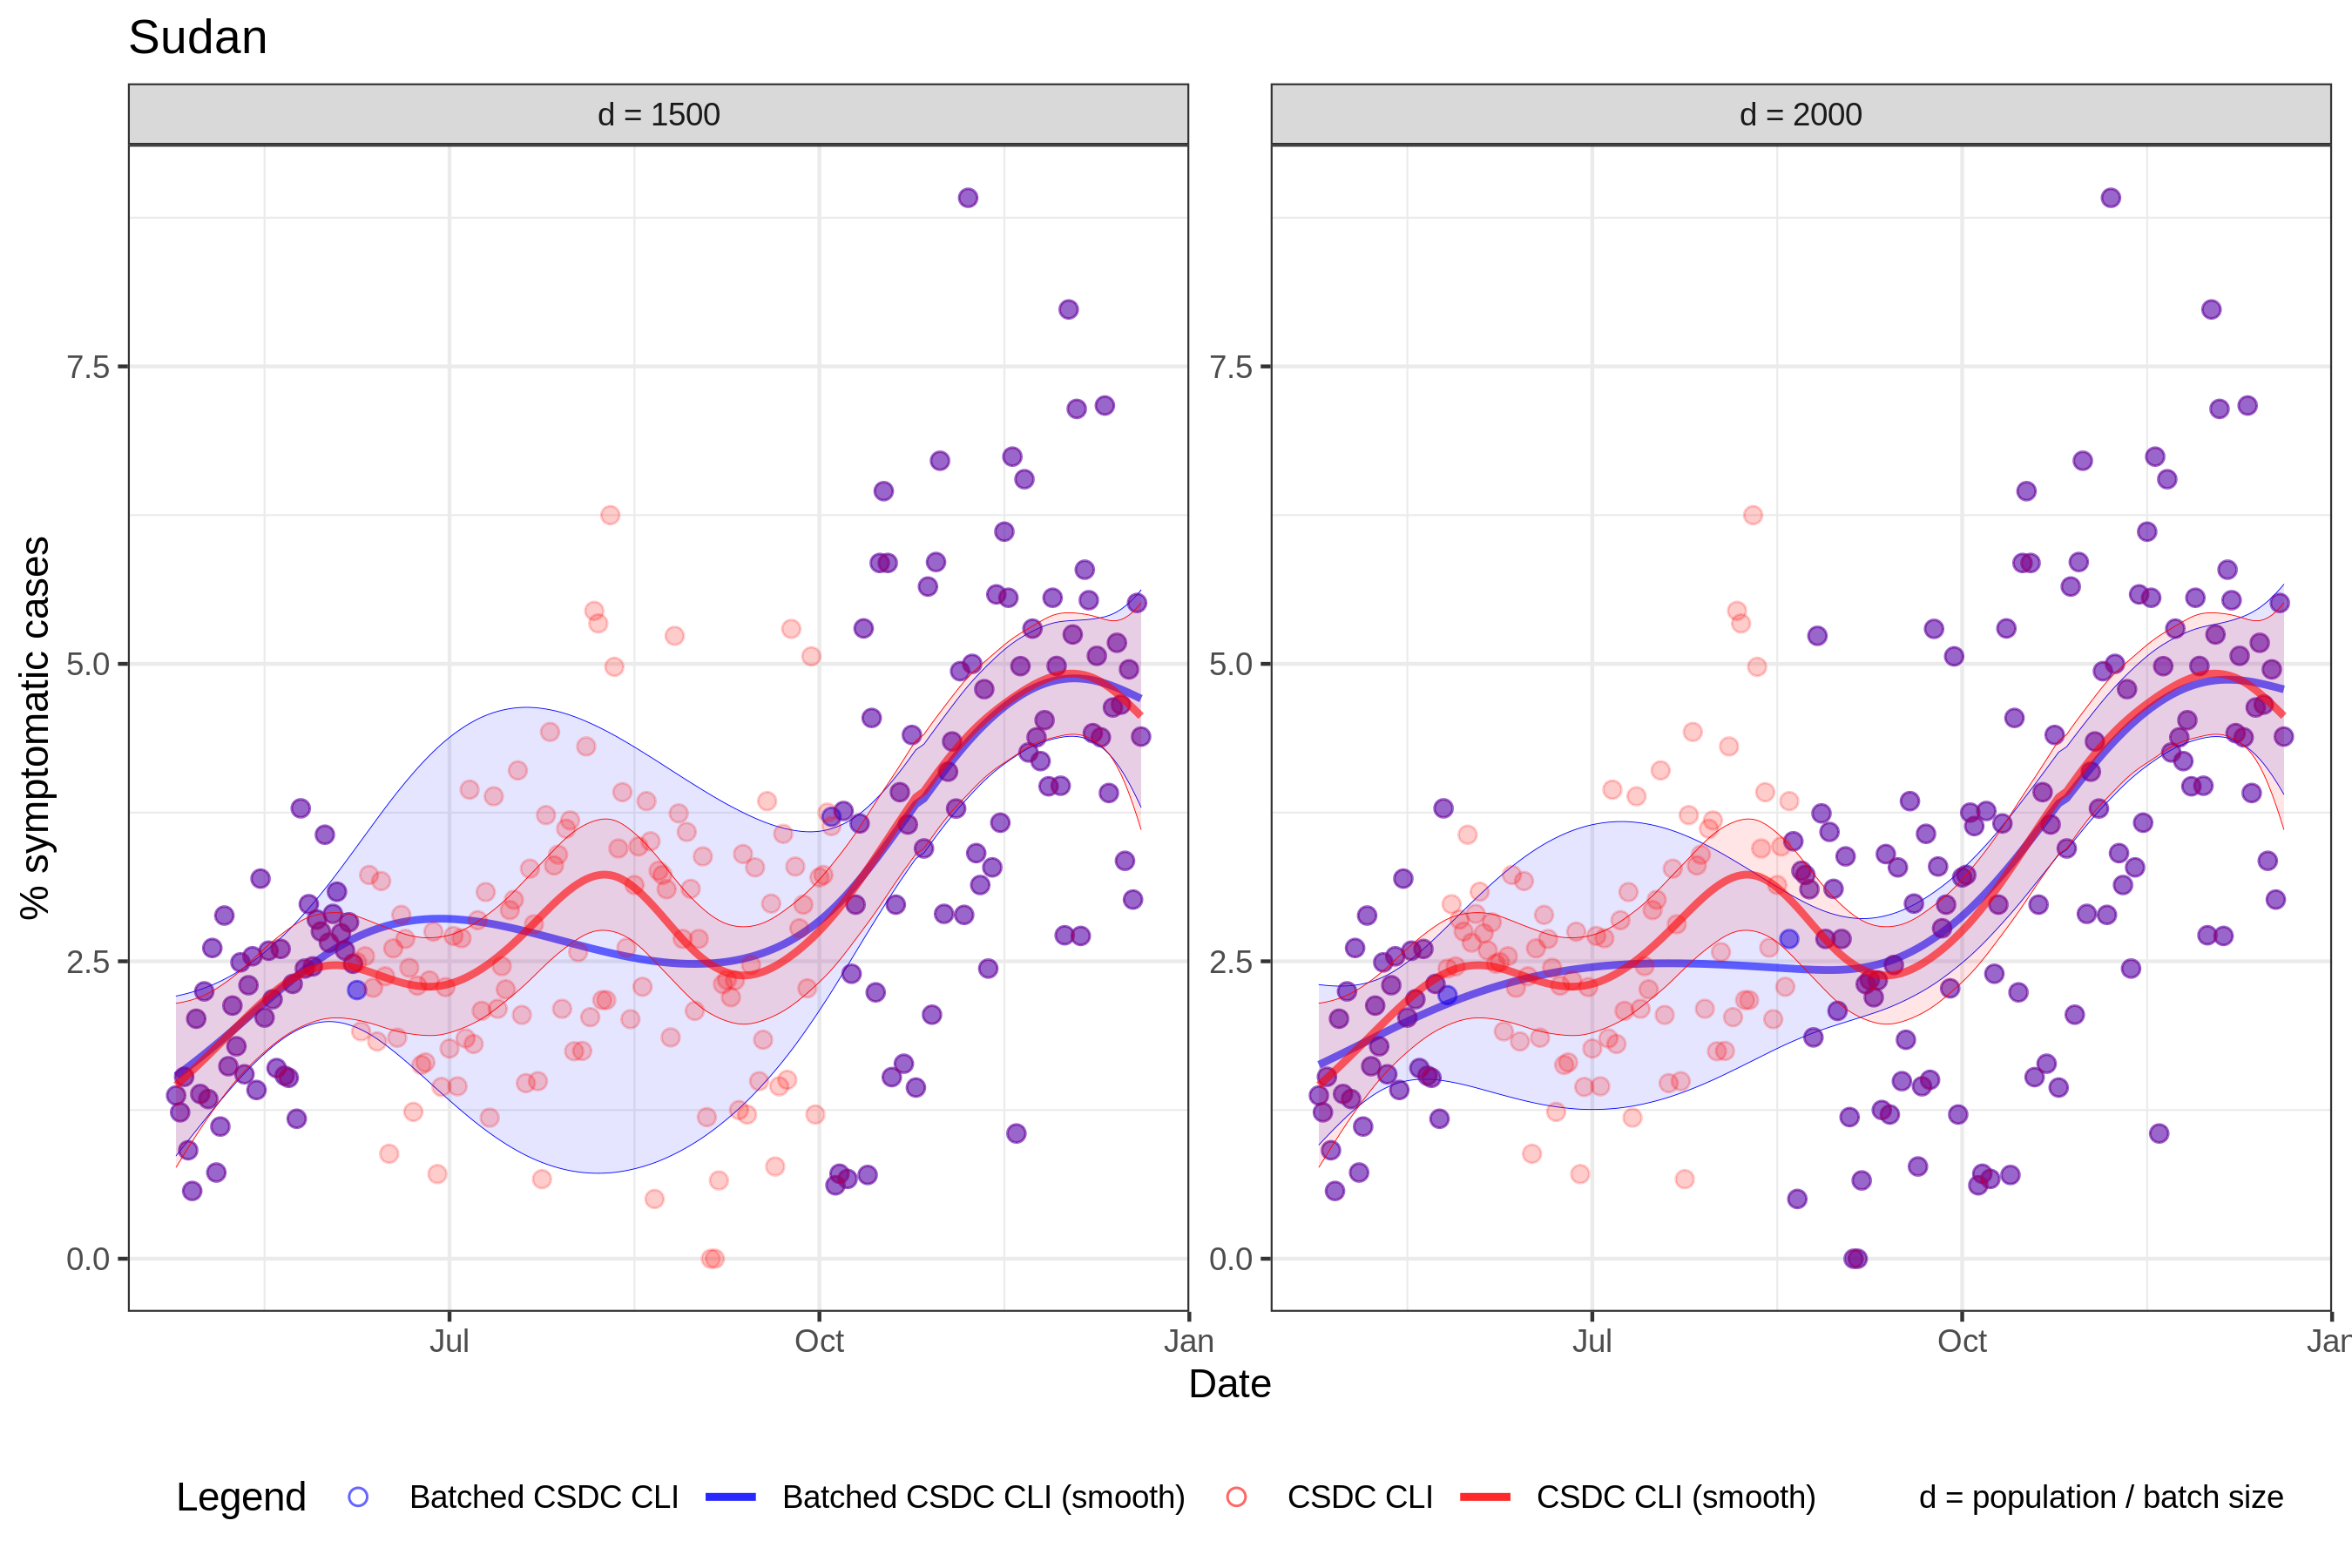 Sudan
d = 1500
d = 2000
% symptomatic cases
7.5
5.0
2.5
0.0
7.5
5.0
2.5
0.0
Jul Oct Jan
Jul Oct Jan
Date
Legend Batched CSDC CLI Batched CSDC CLI (smooth) CSDC CLI CSDC CLI (smooth) d = population / batch size